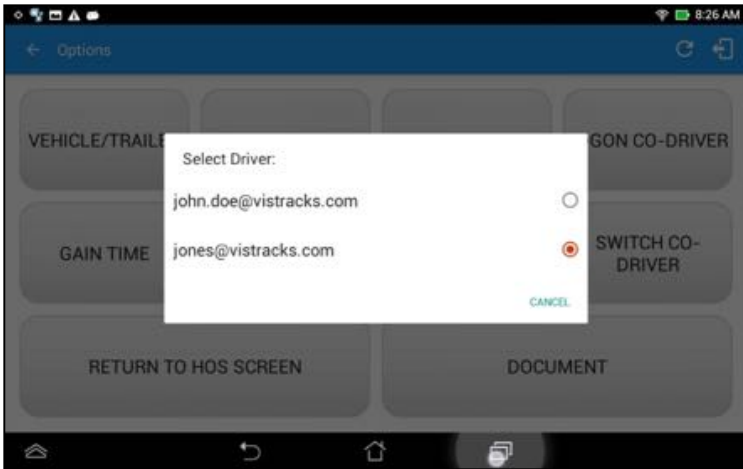 8:26 AM
Options
VEHICLE/TRAILE
GON CO-DRIVER
Select Driver:
john.doe@vistracks.com
jones@vistracks.com
GAIN TIME
SWITCH CO-
DRIVER
CANCEL
RETURN TO HOS SCREEN
DOCUMENT